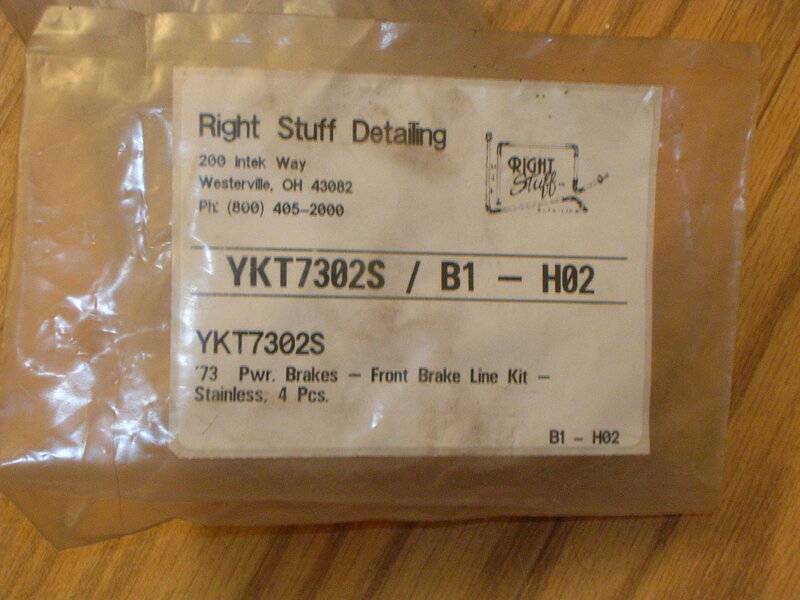 Right Stuff Detailing
200 Intek Way
Westerville, OH 43082
Ph: (800) 405-2000
RIGHT
Stuff
YKT7302S / B1 - H02
YKT7302S
'73 Pwr. Brakes - Front Brake Line Kit -
Stainless, 4 Pcs.
B1 - H02